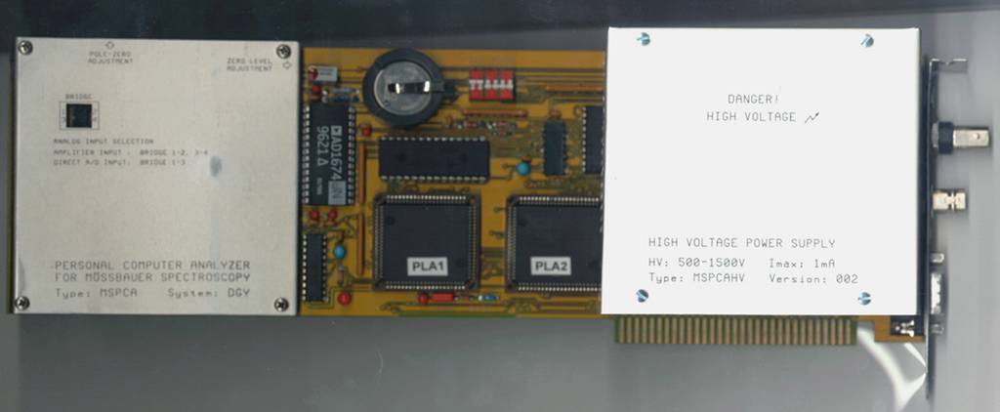 POLE-ZERO
ADJUSTMENT
ZERO LEVEL
ADJUSTMENT
BRIDGE
ANALOG INPUT SELECTION
AMPLIFIER INPUT : BRIDGE 1-2, 3-4
DIRECT A/D INPUT: BRIDGE 1-3
PERSONAL COMPUTER ANALYZER
FOR MÖSSBAUER SPECTROSCOPY
Type: MSPCA System: DGY
AD1674JN
9621
PLA1
PLA2
DANGER!
HIGH VOLTAGE
HIGH VOLTAGE POWER SUPPLY
HV: 500-1500V Imax: 1mA
Type: MSPCAHV Version: 002